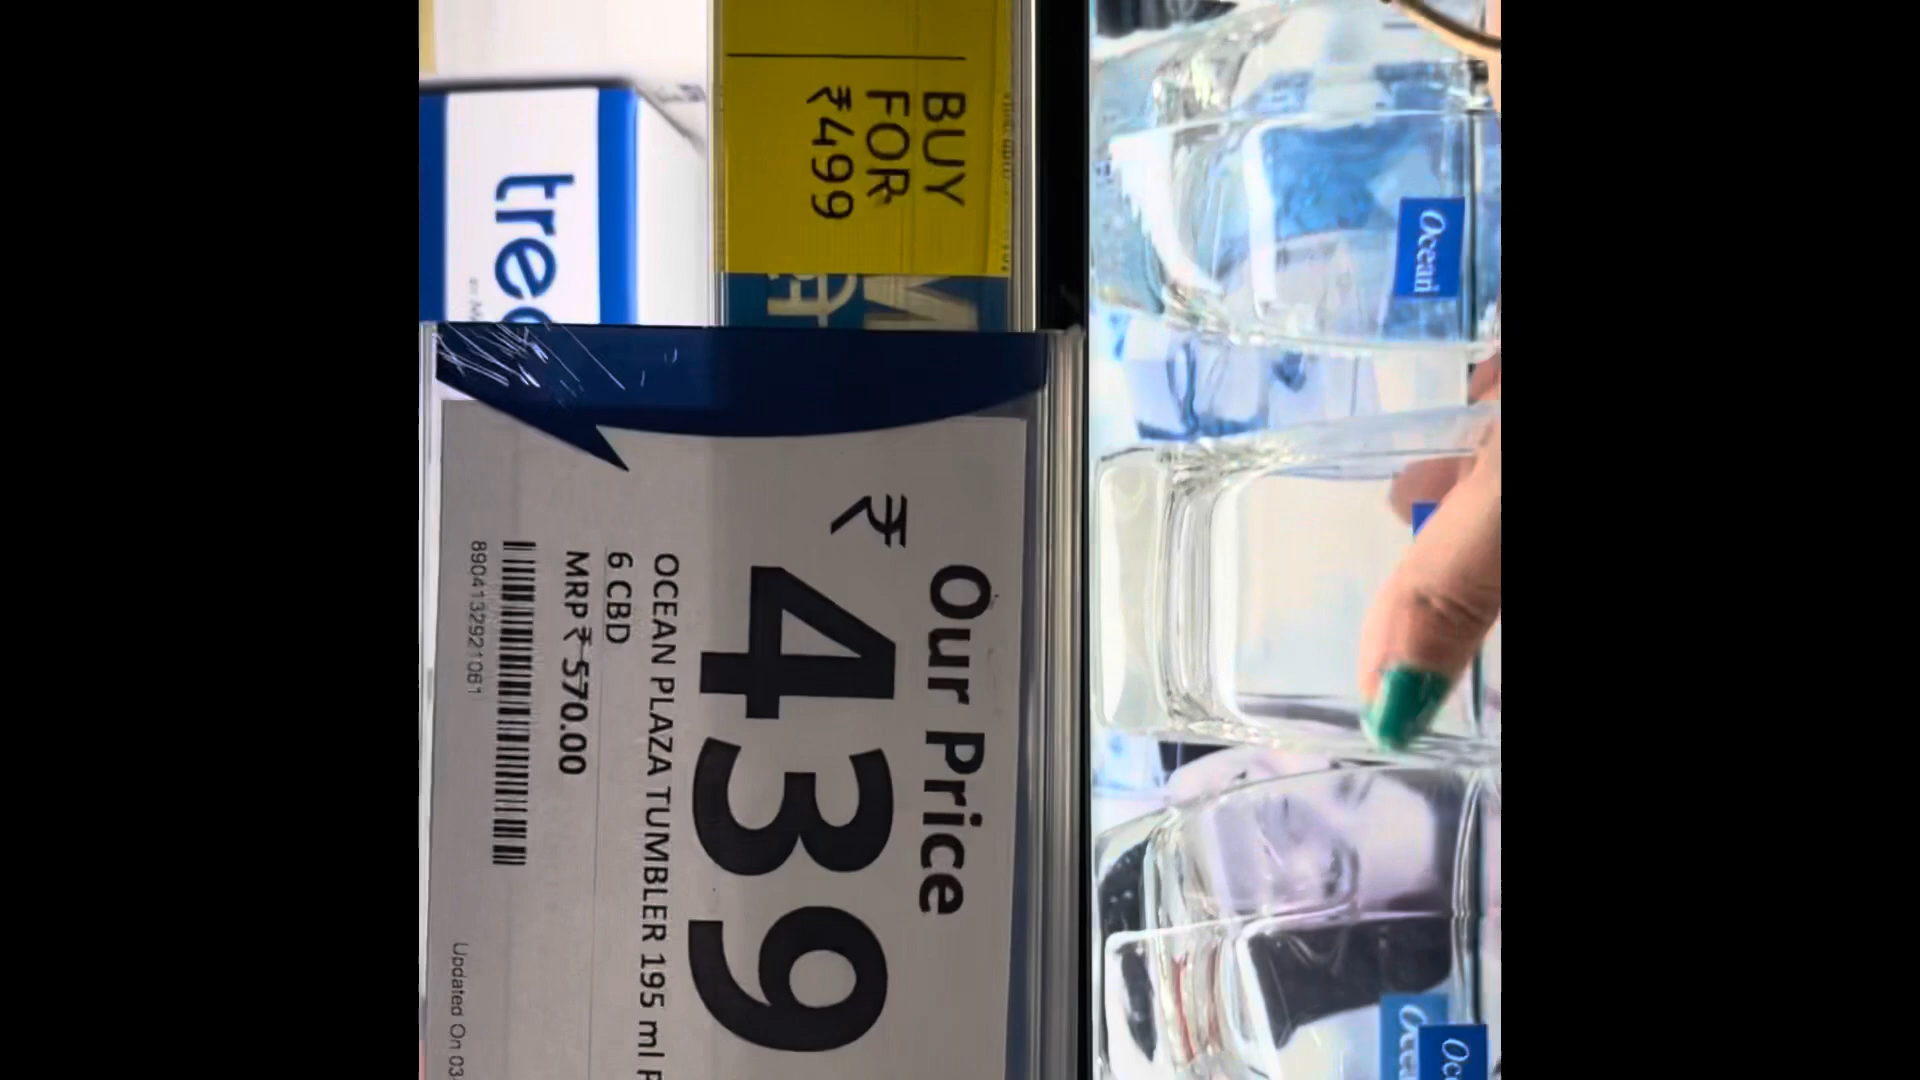 BUY
FOR
₹499
tre
Our Price
₹ 439
OCEAN PLAZA TUMBLER 195 ml
6 CBD
MRP ₹ 570.00
8904132921061
Updated On 03-
Ocean